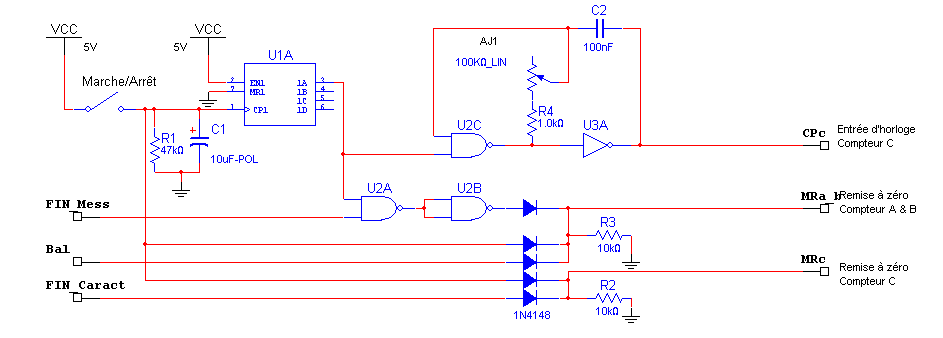 VCC
5V
VCC
5V
U1A
C2
100nF
AJ1
100KΩ_LIN
Marche/Arrêt
2 EN1 1A 3
7 MR1 1B 4
1C 5
1 CP1 1D 6
R1
47kΩ
C1
10uF-POL
R4
1.0kΩ
U2C
U3A
CPc
Entrée d'horloge
Compteur C
U2A
U2B
FIN_Mess
MRa_b
Remise à zéro
Compteur A & B
Bal
R3
10kΩ
MRc
Remise à zéro
Compteur C
FIN_Caract
R2
10kΩ
1N4148